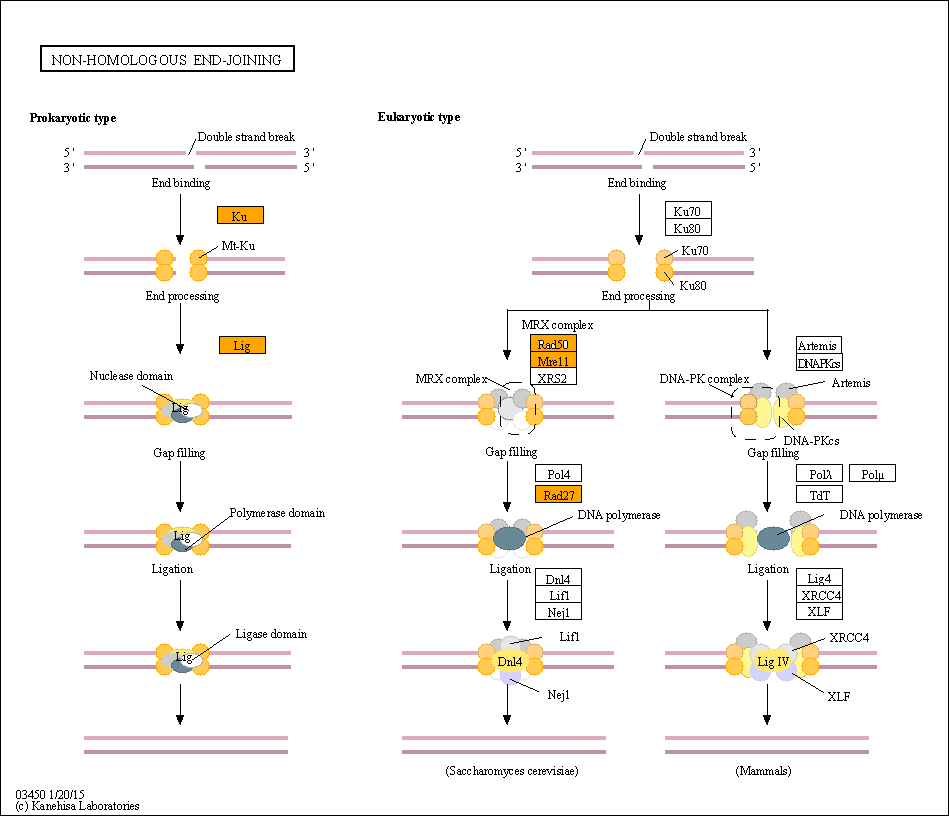 NON-HOMOLOGOUS END-JOINING
Prokaryotic type
Eukaryotic type
Double strand break
5'
3'
3'
5'
End binding
Ku
Mt-Ku
End processing
Lig
Nuclease domain
Lig
Gap filling
Polymerase domain
Lig
Ligation
Ligase domain
Lig
Double strand break
5'
3'
3'
5'
End binding
Ku70
Ku80
Ku70
Ku80
End processing
MRX complex
Rad50
Mre11
XRS2
MRX complex
Gap filling
Pol4
Rad27
DNA polymerase
Ligation
Dnl4
Lif1
Nej1
Lif1
Dnl4
Nej1
(Saccharomyces cerevisiae)
Artemis
DNAPKcs
DNA-PK complex
Artemis
DNA-PKcs
Gap filling
Polλ
Polμ
TdT
DNA polymerase
Ligation
Lig4
XRCC4
XLF
XRCC4
Lig IV
XLF
(Mammals)
03450 1/20/15
(c) Kanehisa Laboratories